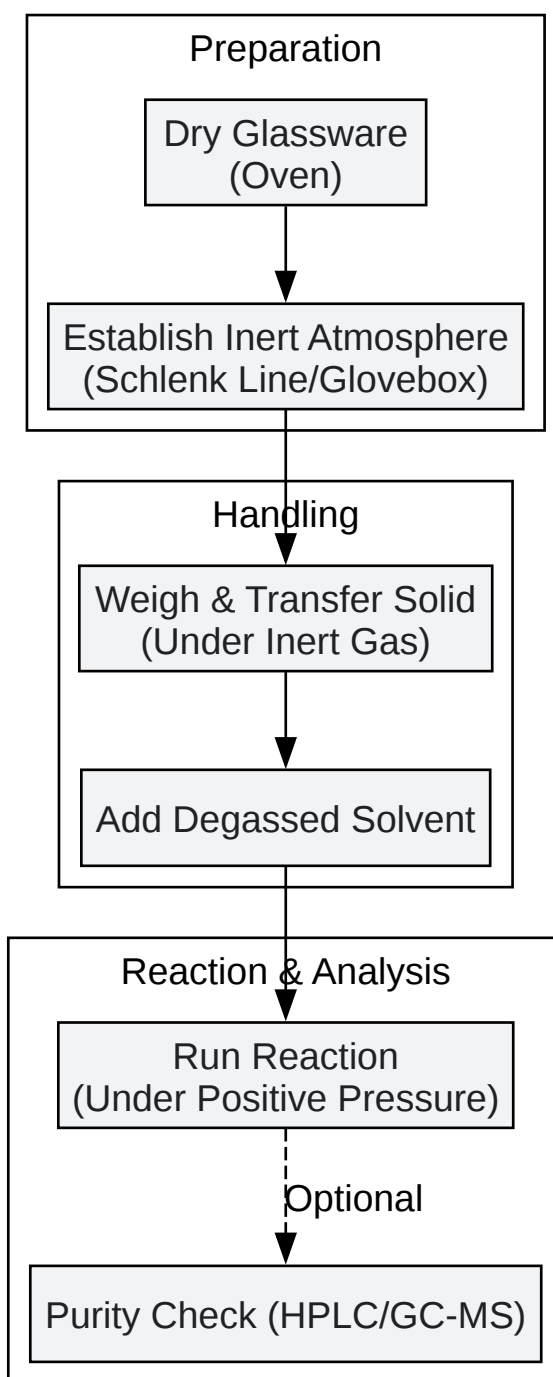 Preparation
Dry Glassware
(Oven)
Establish Inert Atmosphere
(Schlenk Line/Glovebox)
Handling
Weigh & Transfer Solid
(Under Inert Gas)
Add Degassed Solvent
Reaction & Analysis
Run Reaction
(Under Positive Pressure)
Optional
Purity Check (HPLC/GC-MS)